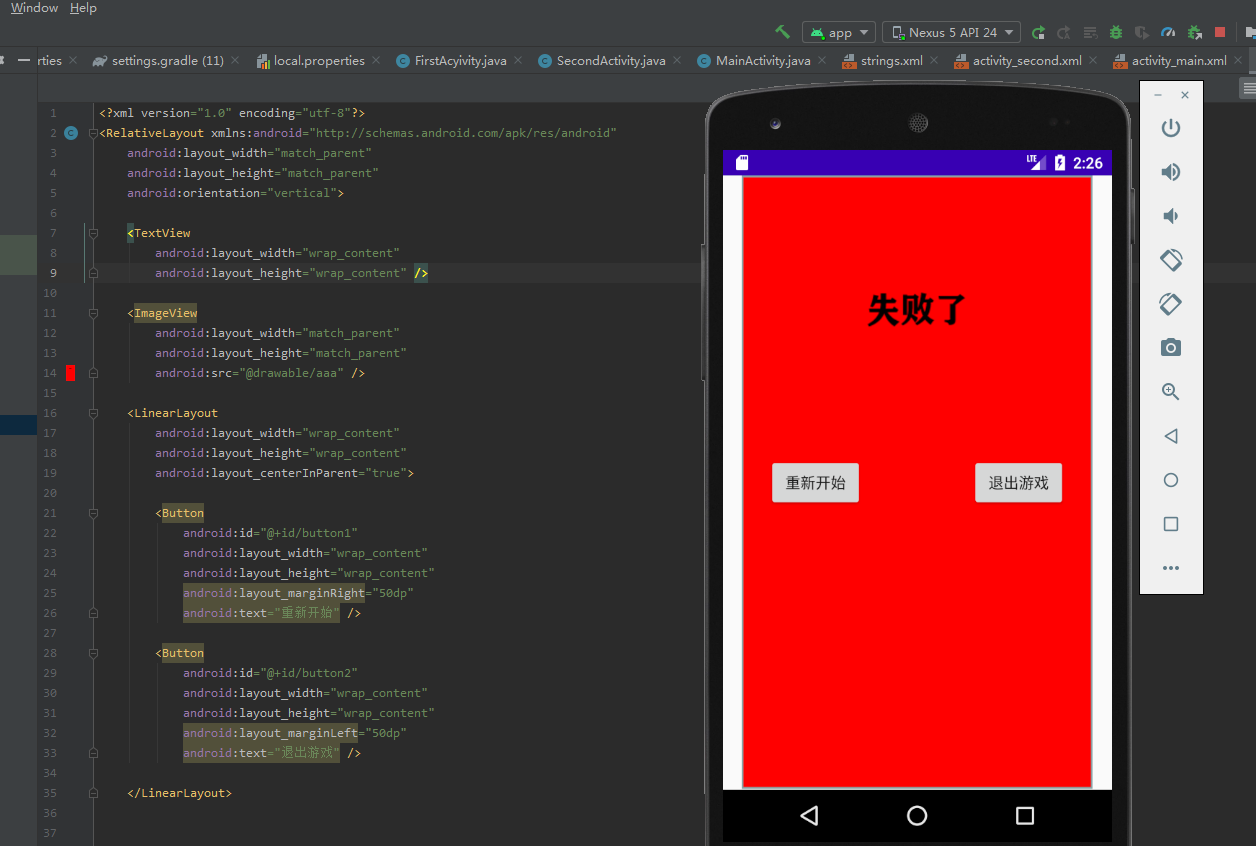 Window Help
app Nexus 5 API 24
rties settings.gradle (11) local.properties FirstAcyivity.java SecondActivity.java MainActivity.java strings.xml activity_second.xml activity_main.xml
1 <?xml version="1.0" encoding="utf-8"?>
2 <RelativeLayout xmlns:android="http://schemas.android.com/apk/res/android"
3 android:layout_width="match_parent"
4 android:layout_height="match_parent"
5 android:orientation="vertical">
6
7 <TextView
8 android:layout_width="wrap_content"
9 android:layout_height="wrap_content" />
10
11 <ImageView
12 android:layout_width="match_parent"
13 android:layout_height="match_parent"
14 android:src="@drawable/aaa" />
15
16 <LinearLayout
17 android:layout_width="wrap_content"
18 android:layout_height="wrap_content"
19 android:layout_centerInParent="true">
20
21 <Button
22 android:id="@+id/button1"
23 android:layout_width="wrap_content"
24 android:layout_height="wrap_content"
25 android:layout_marginRight="50dp"
26 android:text="重新开始" />
27
28 <Button
29 android:id="@+id/button2"
30 android:layout_width="wrap_content"
31 android:layout_height="wrap_content"
32 android:layout_marginLeft="50dp"
33 android:text="退出游戏" />
34
35 </LinearLayout>
36
37
LTE 2:26
失败了
重新开始 退出游戏